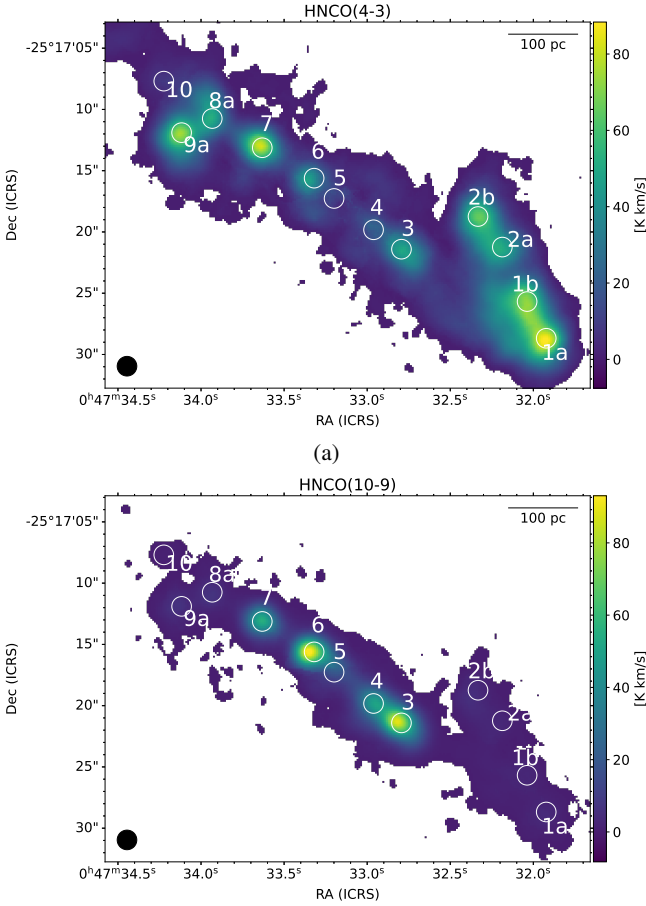 HNCO(4-3)
-25°17'05"
10"
15"
20"
25"
30"
Dec (ICRS)
100 pc
10
8a
9a
7
6
5
4
3
2b
2a
1b
1a
80
60
40
20
0
[K km/s]
0ʰ47ᵐ34.5ˢ 34.0ˢ 33.5ˢ 33.0ˢ 32.5ˢ 32.0ˢ
RA (ICRS)
(a)
HNCO(10-9)
-25°17'05"
10"
15"
20"
25"
30"
Dec (ICRS)
100 pc
10
8a
9a
7
6
5
4
3
2b
2a
1b
1a
80
60
40
20
0
[K km/s]
0ʰ47ᵐ34.5ˢ 34.0ˢ 33.5ˢ 33.0ˢ 32.5ˢ 32.0ˢ
RA (ICRS)